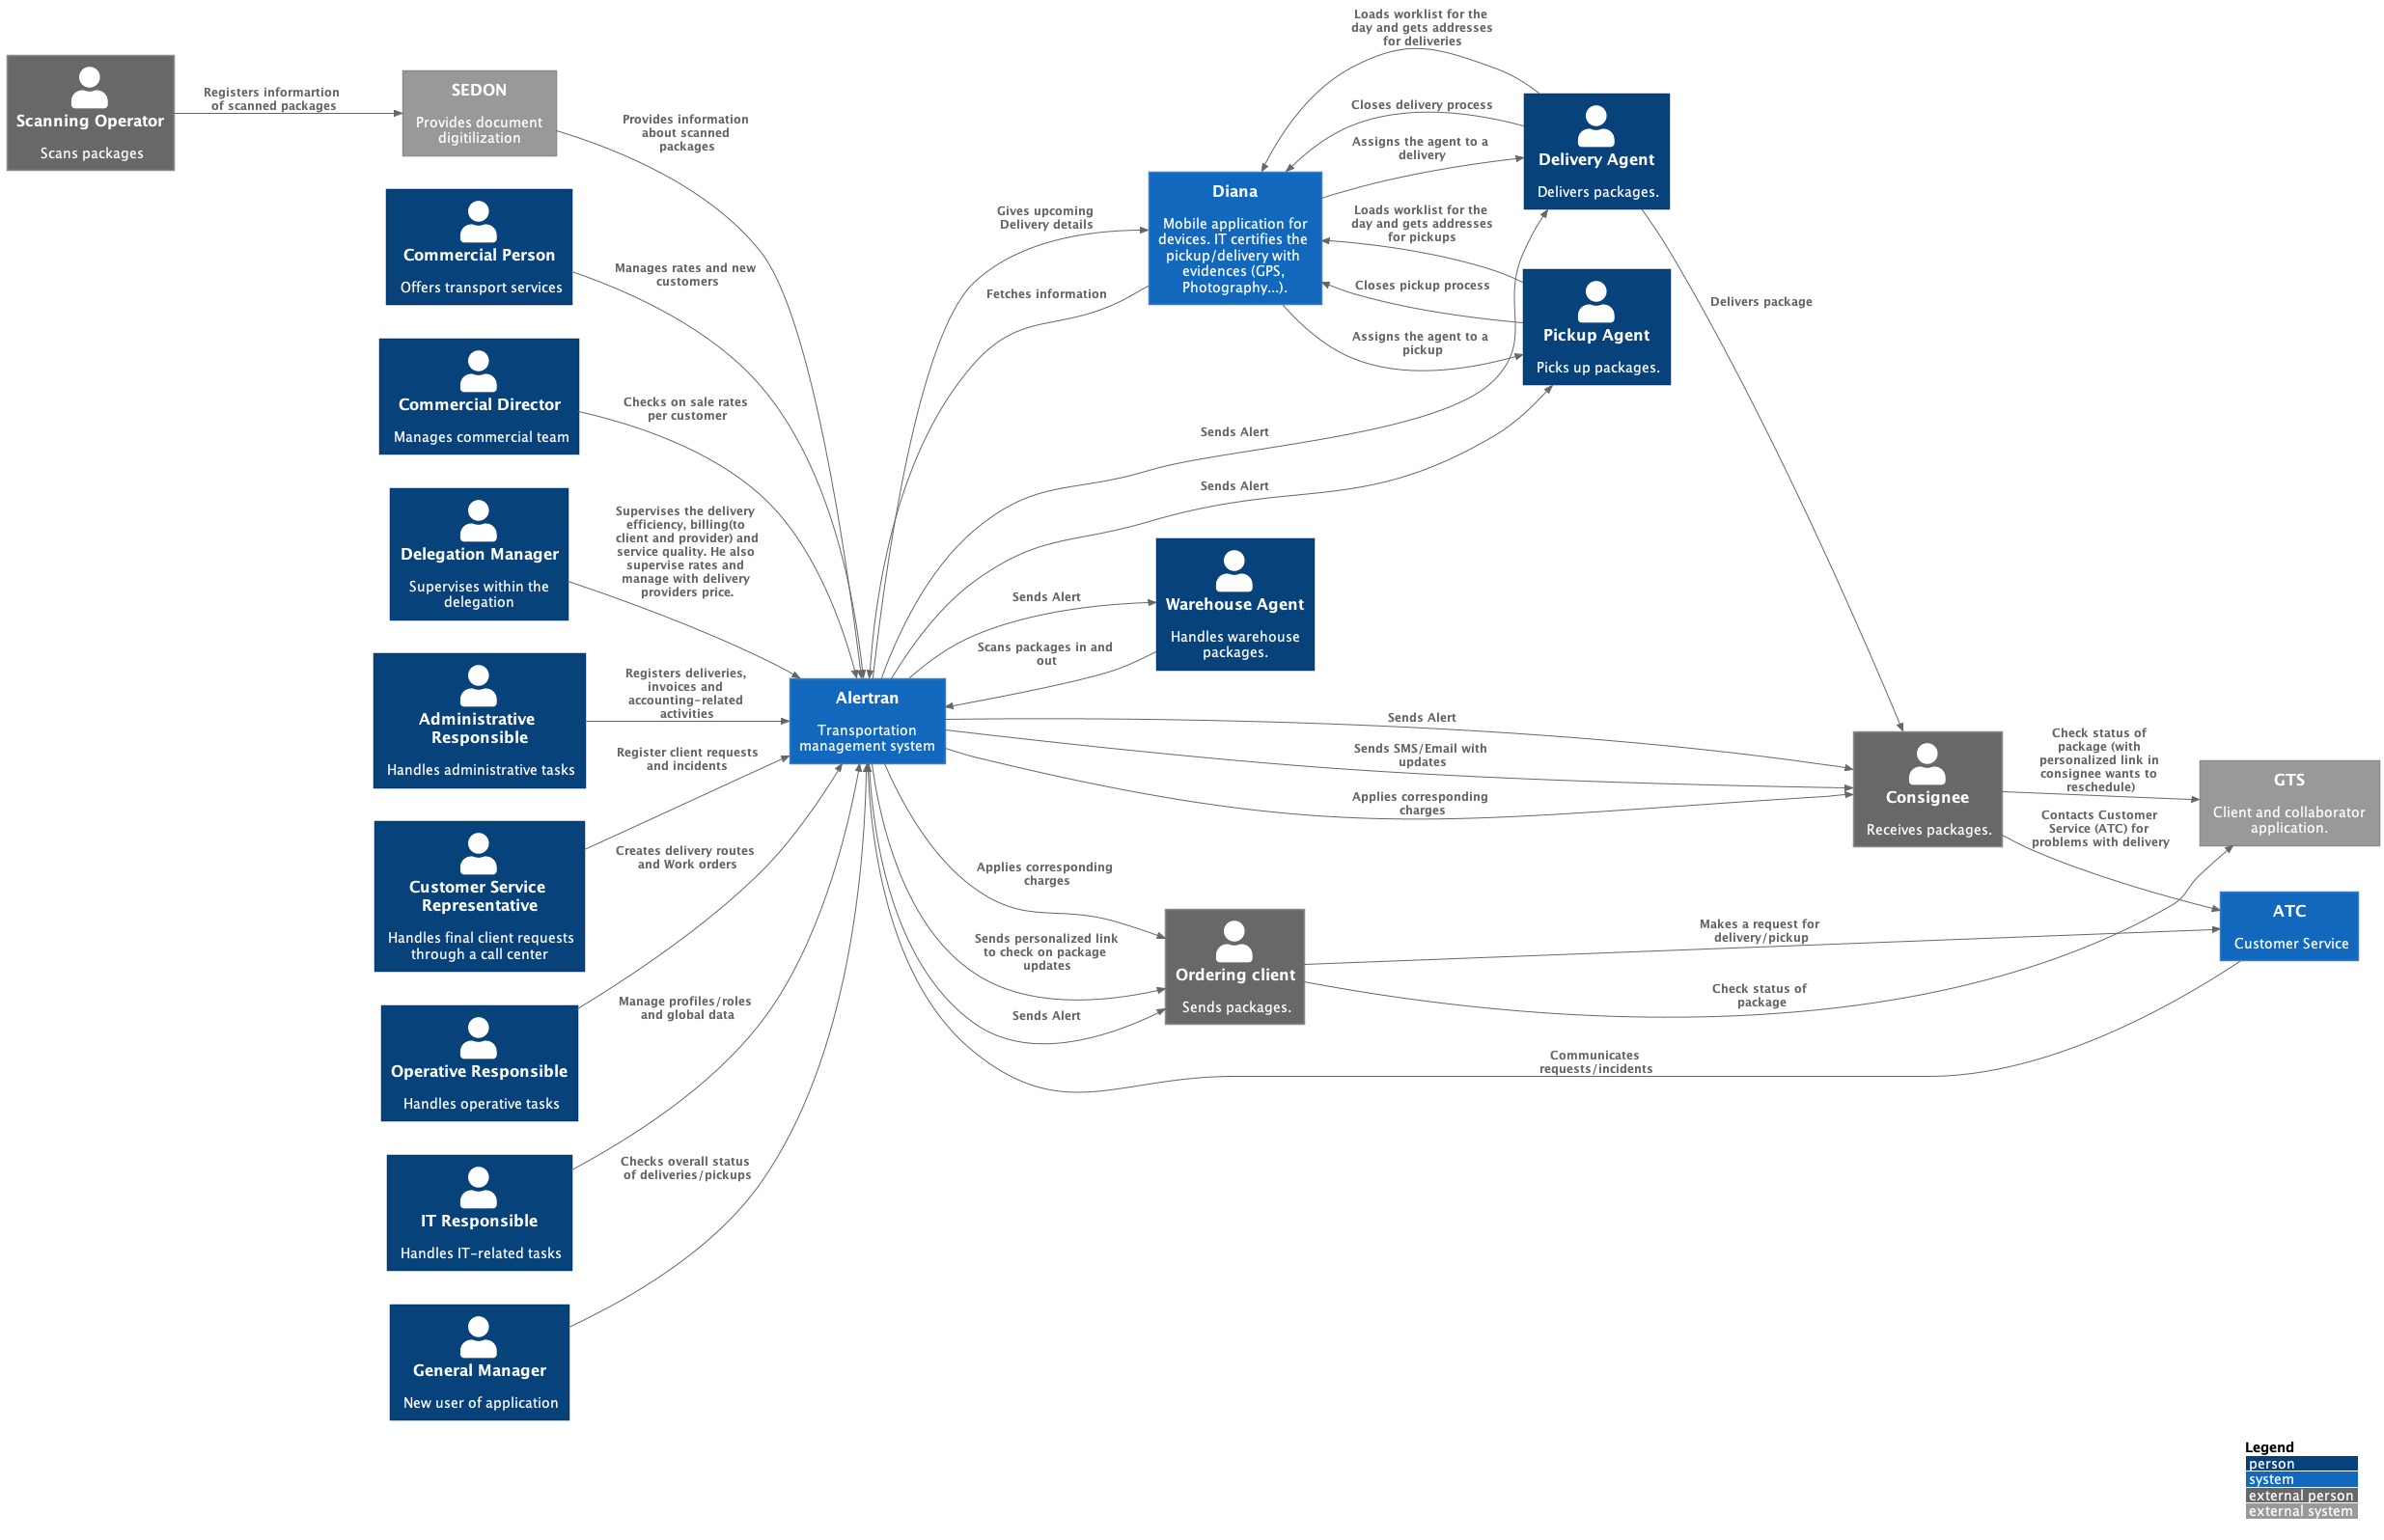 Scanning Operator
Scans packages
Registers informartion
of scanned packages
SEDON
Provides document
digitilization
Provides information
about scanned
packages
Commercial Person
Offers transport services
Manages rates and new
customers
Commercial Director
Manages commercial team
Checks on sale rates
per customer
Delegation Manager
Supervises within the
delegation
Supervises the delivery
efficiency, billing(to
client and provider) and
service quality. He also
supervise rates and
manage with delivery
providers price.
Administrative
Responsible
Handles administrative tasks
Registers deliveries,
invoices and
accounting-related
activities
Customer Service
Representative
Handles final client requests
through a call center
Register client requests
and incidents
Operative Responsible
Handles operative tasks
Creates delivery routes
and Work orders
IT Responsible
Handles IT-related tasks
Manage profiles/roles
and global data
General Manager
New user of application
Checks overall status
of deliveries/pickups
Alertran
Transportation
management system
Gives upcoming
Delivery details
Fetches information
Diana
Mobile application for
devices. IT certifies the
pickup/delivery with
evidences (GPS,
Photography...).
Loads worklist for the
day and gets addresses
for deliveries
Closes delivery process
Assigns the agent to a
delivery
Loads worklist for the
day and gets addresses
for pickups
Closes pickup process
Assigns the agent to a
pickup
Delivery Agent
Delivers packages.
Pickup Agent
Picks up packages.
Delivers package
Sends Alert
Sends Alert
Sends Alert
Scans packages in and
out
Warehouse Agent
Handles warehouse
packages.
Sends Alert
Sends SMS/Email with
updates
Applies corresponding
charges
Consignee
Receives packages.
Check status of
package (with
personalized link in
consignee wants to
reschedule)
Contacts Customer
Service (ATC) for
problems with delivery
GTS
Client and collaborator
application.
ATC
Customer Service
Applies corresponding
charges
Sends personalized link
to check on package
updates
Sends Alert
Ordering client
Sends packages.
Makes a request for
delivery/pickup
Check status of
package
Communicates
requests/incidents
Legend
person
system
external person
external system